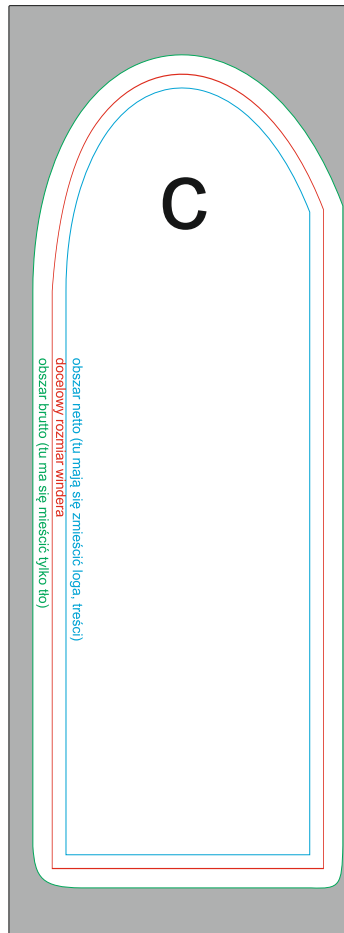 C
obszar netto (tu mają się zmieścić loga, treści)
docelowy rozmiar windera
obszar brutto (tu ma się mieścić tylko tło)